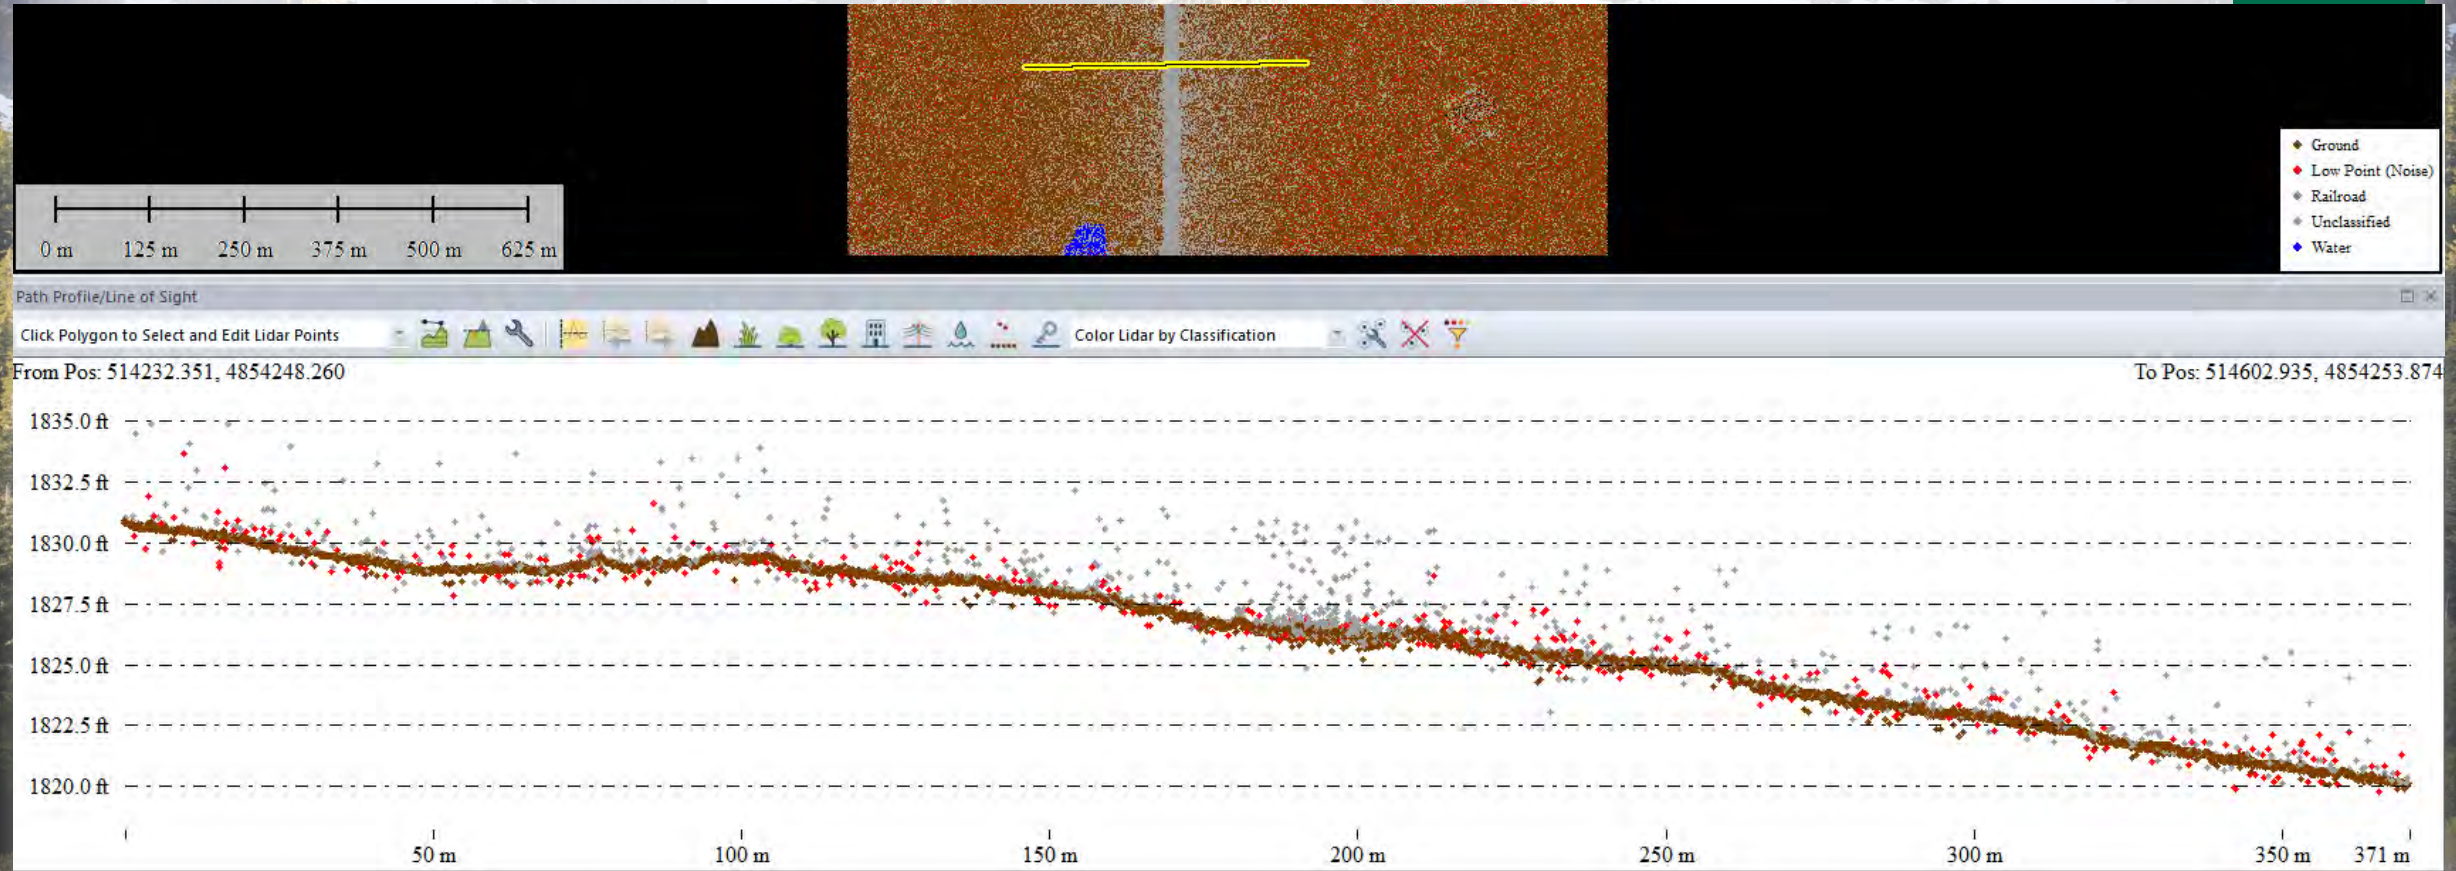 Ground
Low Point (Noise)
Railroad
Unclassified
Water
0 m 125 m 250 m 375 m 500 m 625 m
Path Profile/Line of Sight
Click Polygon to Select and Edit Lidar Points Color Lidar by Classification
From Pos: 514232.351, 4854248.260 To Pos: 514602.935, 4854253.874
1835.0 ft
1832.5 ft
1830.0 ft
1827.5 ft
1825.0 ft
1822.5 ft
1820.0 ft
50 m 100 m 150 m 200 m 250 m 300 m 350 m 371 m